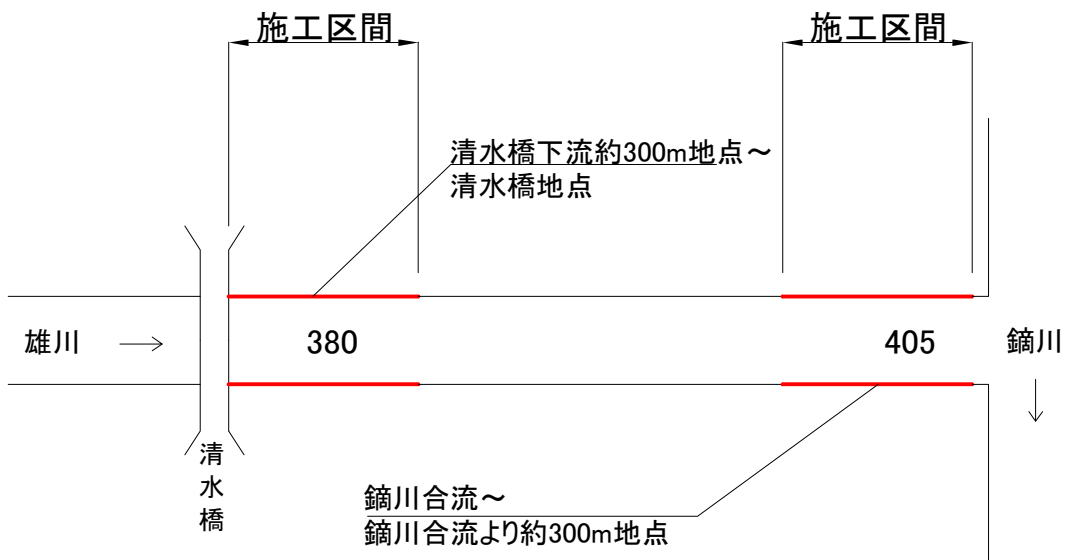 施工区間
施工区間
清水橋下流約300m地点～
清水橋地点
雄川
→
380
405
鏑川
↓
清水橋
鏑川合流～
鏑川合流より約300m地点